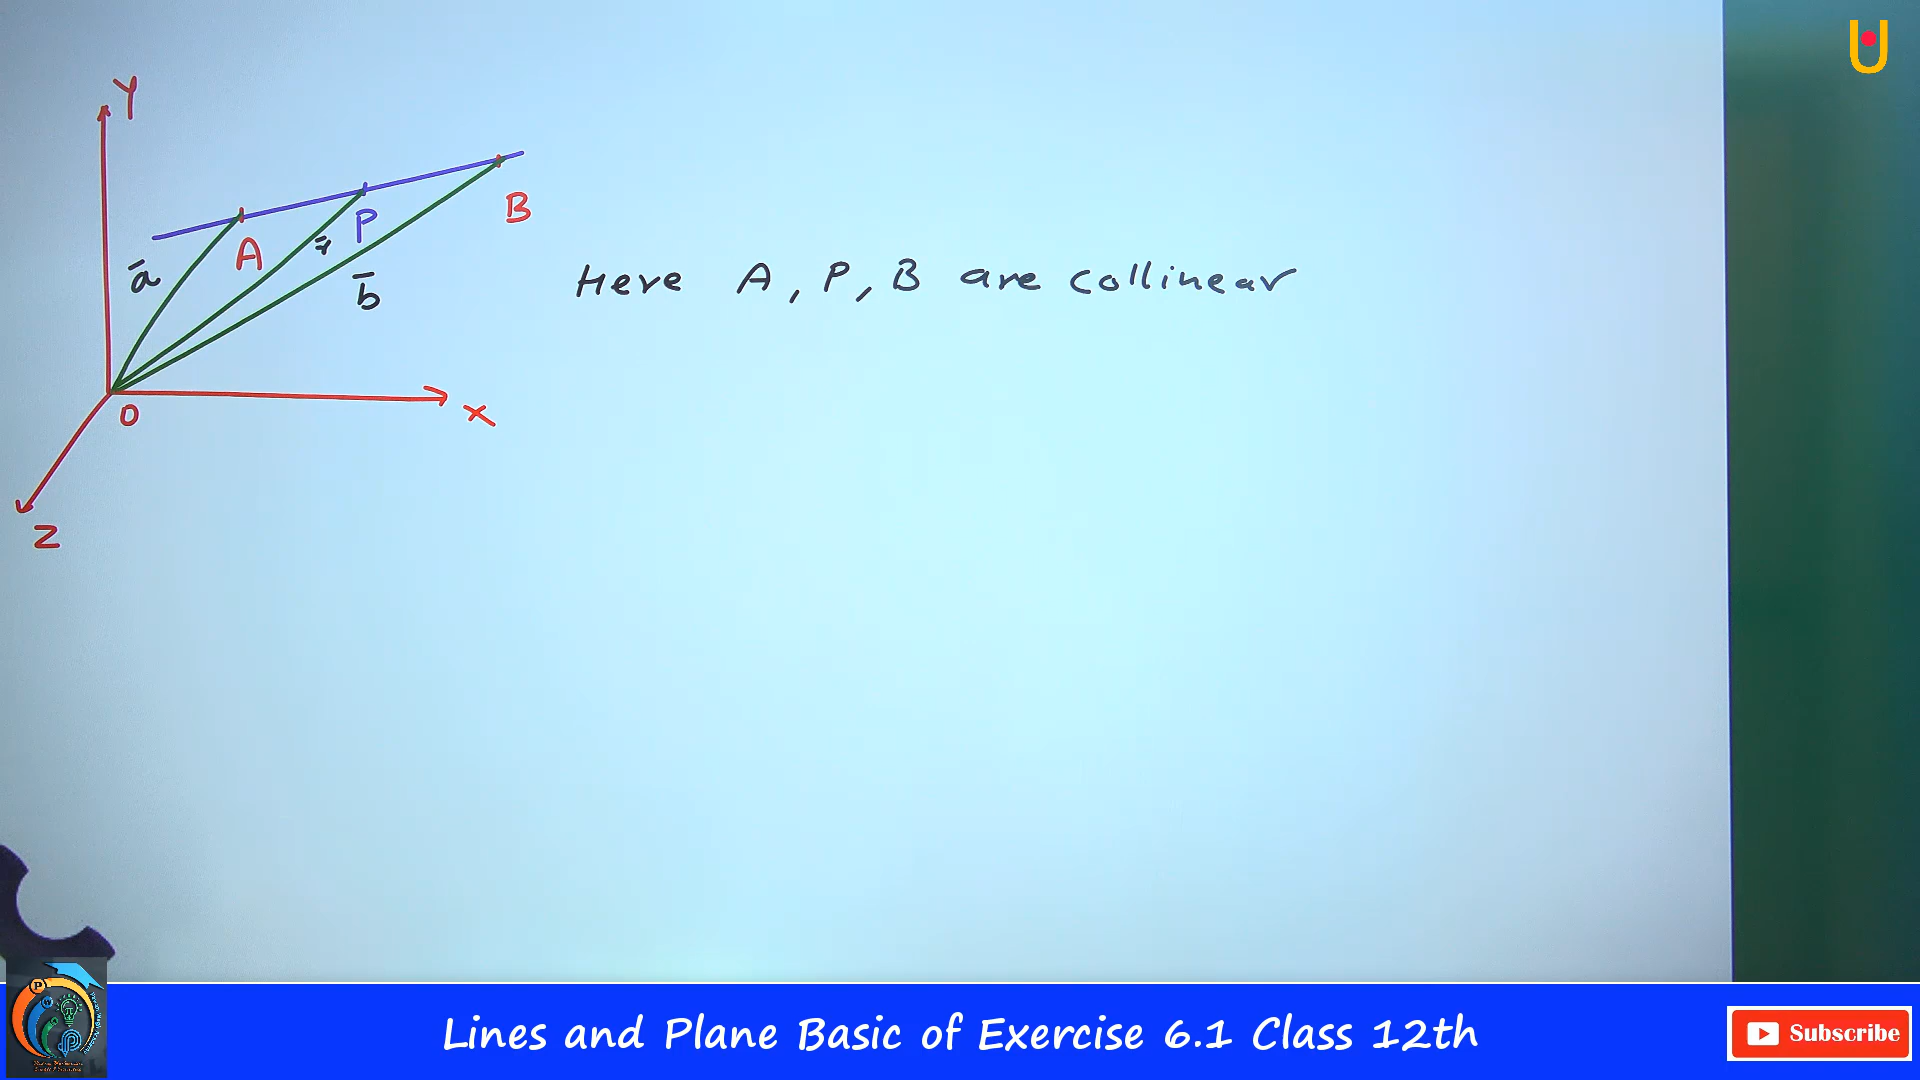 Y
B
P
A
r̄
ā
b̄
Here A, P, B are collinear
O
X
Z
Lines and Plane Basic of Exercise 6.1 Class 12th
Subscribe